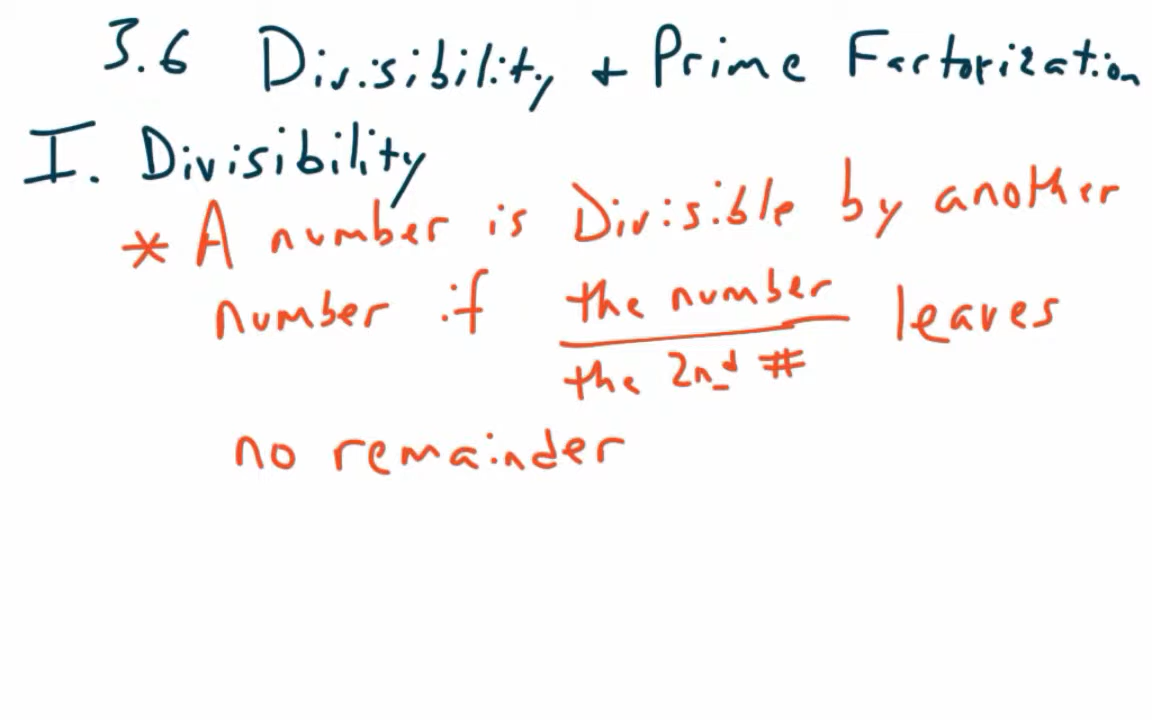 3.6 Divisibility + Prime Factorization
I. Divisibility
* A number is Divisible by another
number if the number leaves
the 2nd #
no remainder